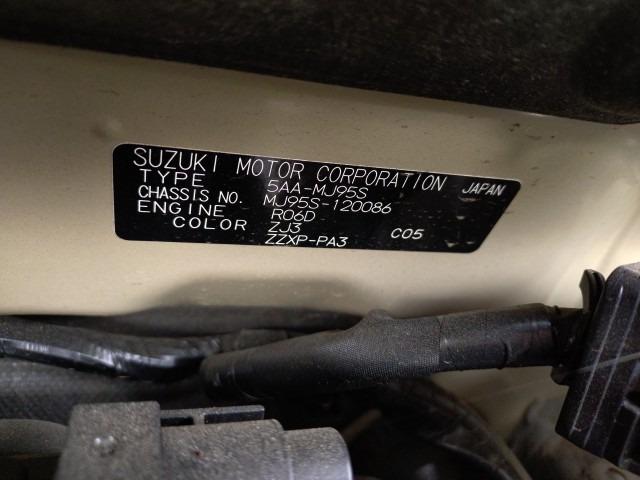 SUZUKI MOTOR CORPORATION JAPAN
TYPE 5AA-MJ95S
CHASSIS NO. MJ95S-120086
ENGINE R06D
COLOR ZJ3 C05
ZZXP-PA3